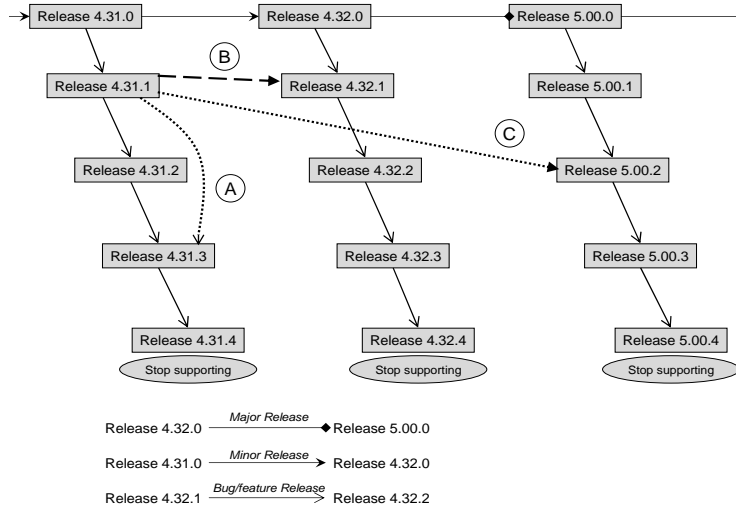 Release 4.31.0 Release 4.32.0 Release 5.00.0
B
Release 4.31.1 Release 4.32.1 Release 5.00.1
C
Release 4.31.2 Release 4.32.2 Release 5.00.2
A
Release 4.31.3 Release 4.32.3 Release 5.00.3
Release 4.31.4 Release 4.32.4 Release 5.00.4
Stop supporting Stop supporting Stop supporting
Release 4.32.0 Major Release Release 5.00.0
Release 4.31.0 Minor Release Release 4.32.0
Release 4.32.1 Bug/feature Release Release 4.32.2